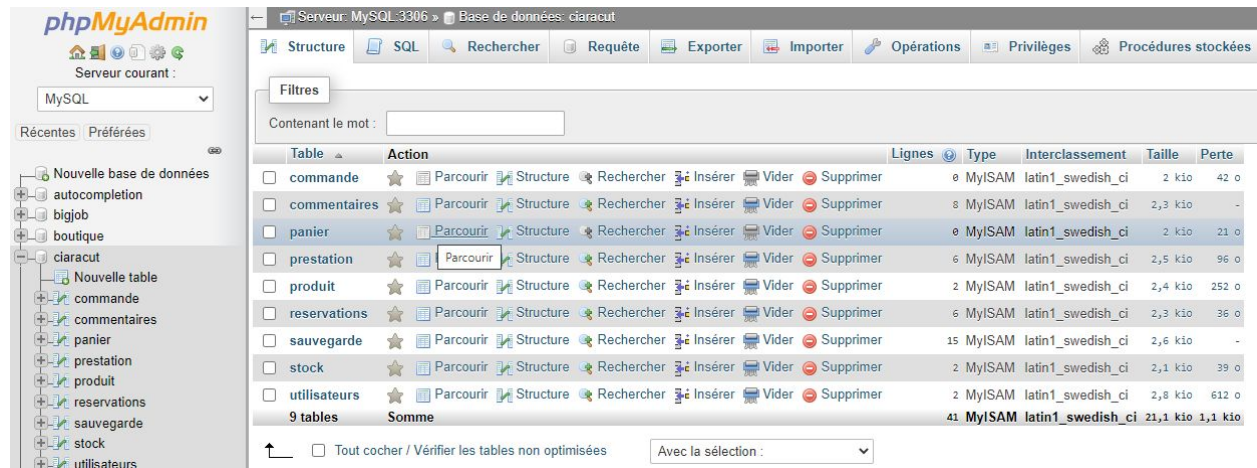 phpMyAdmin
Serveur courant :
MySQL
Récentes Préférées
Nouvelle base de données
autocompletion
bigjob
boutique
ciaracut
Nouvelle table
commande
commentaires
panier
prestation
produit
reservations
sauvegarde
stock
utilisateurs
Serveur: MySQL:3306 » Base de données: ciaracut
Structure SQL Rechercher Requête Exporter Importer Opérations Privilèges Procédures stockées
Filtres
Contenant le mot :
Table Action Lignes Type Interclassement Taille Perte
commande Parcourir Structure Rechercher Insérer Vider Supprimer 0 MyISAM latin1_swedish_ci 2 kio 42 o
commentaires Parcourir Structure Rechercher Insérer Vider Supprimer 8 MyISAM latin1_swedish_ci 2,3 kio -
panier Parcourir Structure Rechercher Insérer Vider Supprimer 0 MyISAM latin1_swedish_ci 2 kio 21 o
prestation Parcourir Structure Rechercher Insérer Vider Supprimer 6 MyISAM latin1_swedish_ci 2,5 kio 96 o
produit Parcourir Structure Rechercher Insérer Vider Supprimer 2 MyISAM latin1_swedish_ci 2,4 kio 252 o
reservations Parcourir Structure Rechercher Insérer Vider Supprimer 6 MyISAM latin1_swedish_ci 2,3 kio 36 o
sauvegarde Parcourir Structure Rechercher Insérer Vider Supprimer 15 MyISAM latin1_swedish_ci 2,6 kio -
stock Parcourir Structure Rechercher Insérer Vider Supprimer 2 MyISAM latin1_swedish_ci 2,1 kio 39 o
utilisateurs Parcourir Structure Rechercher Insérer Vider Supprimer 2 MyISAM latin1_swedish_ci 2,8 kio 612 o
9 tables Somme 41 MyISAM latin1_swedish_ci 21,1 kio 1,1 kio
Tout cocher / Vérifier les tables non optimisées Avec la sélection :